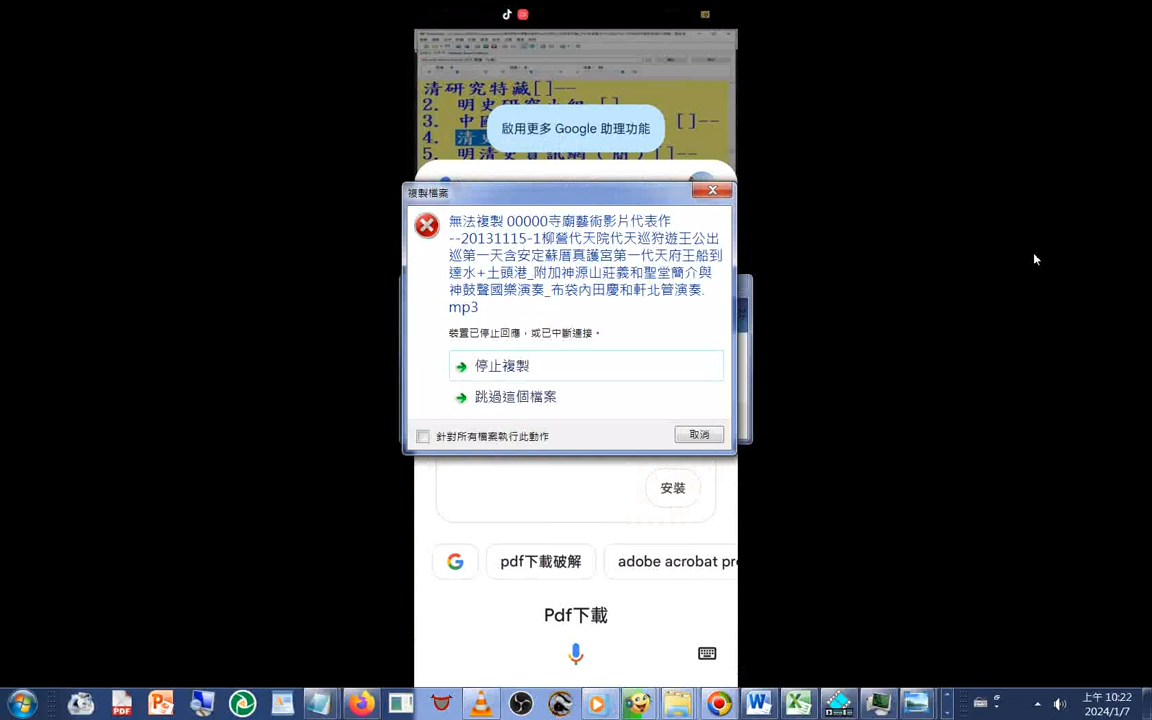 清研究特藏[]--
2. 明史研究小組 []
3. 中 []--
4. 清史
5. 明清史資訊網（簡）[]--
啟用更多 Google 助理功能
複製檔案
無法複製 00000寺廟藝術影片代表作
--20131115-1柳營代天院代天巡狩遊王公出
巡第一天含安定蘇厝真護宮第一代天府王船到
達水+土頭港_附加神源山莊義和聖堂簡介與
神鼓聲國樂演奏_布袋內田慶和軒北管演奏.
mp3
裝置已停止回應，或已中斷連接。
停止複製
跳過這個檔案
針對所有檔案執行此動作
取消
安裝
pdf下載破解
adobe acrobat pr
Pdf下載
上午 10:22
2024/1/7